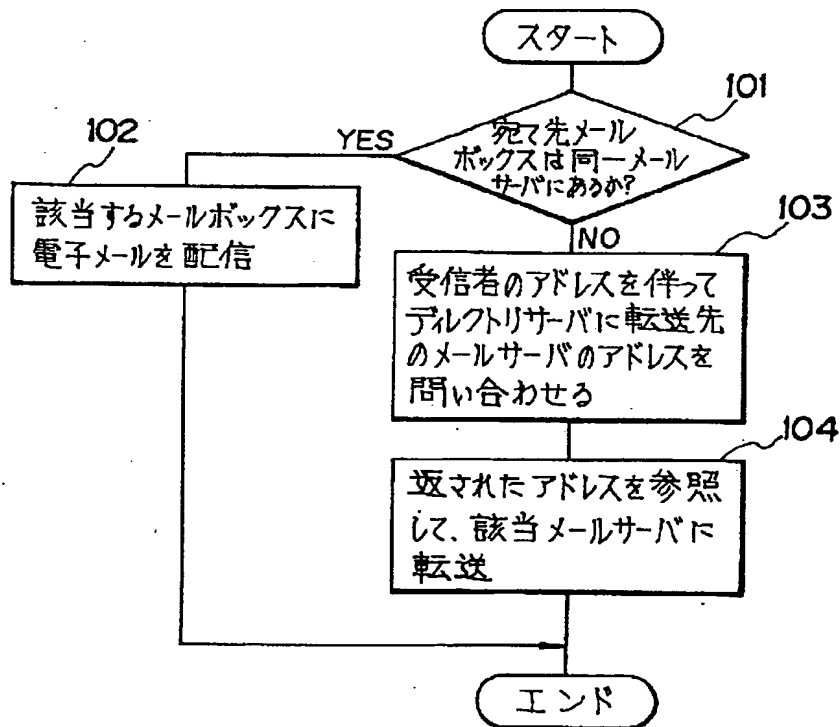 スタート
101
宛て先メール
ボックスは同一メール
サーバにあるか?
YES
102
該当するメールボックスに
電子メールを配信
NO
103
受信者のアドレスを伴って
ディレクトリサーバに転送先
のメールサーバのアドレスを
問い合わせる
104
返されたアドレスを参照
して、該当メールサーバに
転送
エンド